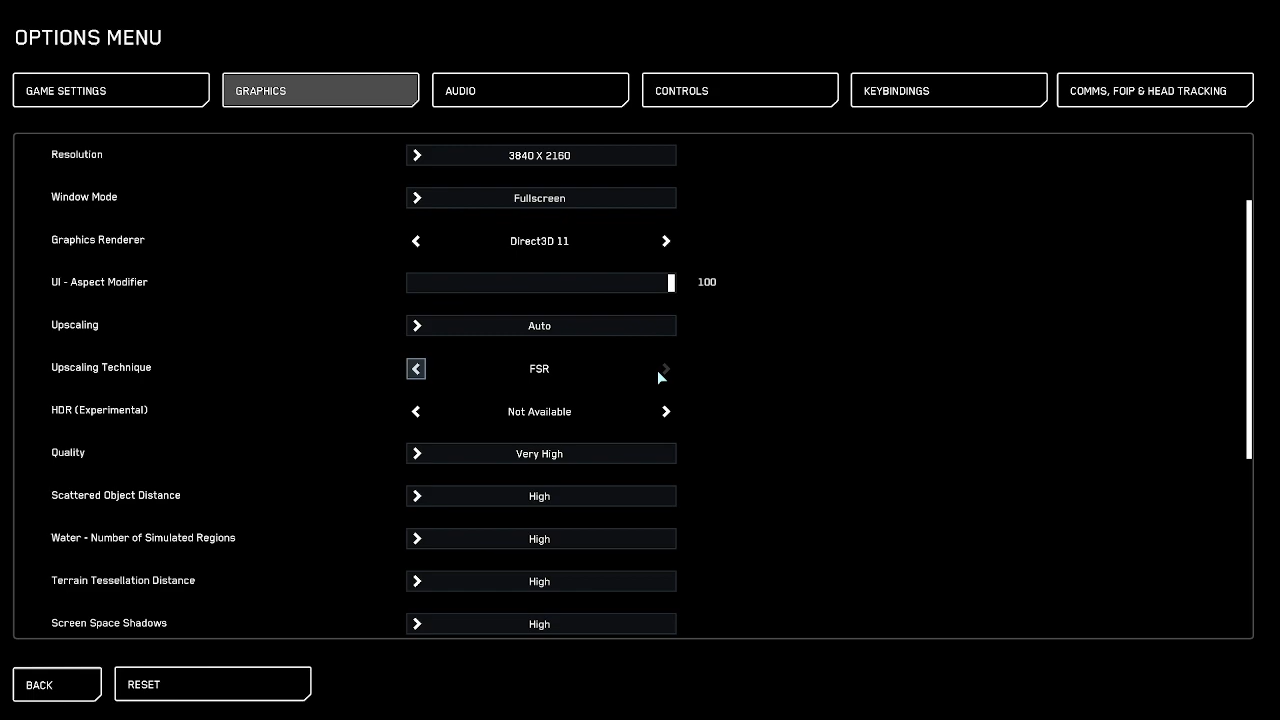 OPTIONS MENU
GAME SETTINGS
GRAPHICS
AUDIO
CONTROLS
KEYBINDINGS
COMMS, FOIP & HEAD TRACKING
Resolution
3840 X 2160
Window Mode
Fullscreen
Graphics Renderer
Direct3D 11
UI - Aspect Modifier
100
Upscaling
Auto
Upscaling Technique
FSR
HDR (Experimental)
Not Available
Quality
Very High
Scattered Object Distance
High
Water - Number of Simulated Regions
High
Terrain Tessellation Distance
High
Screen Space Shadows
High
BACK
RESET